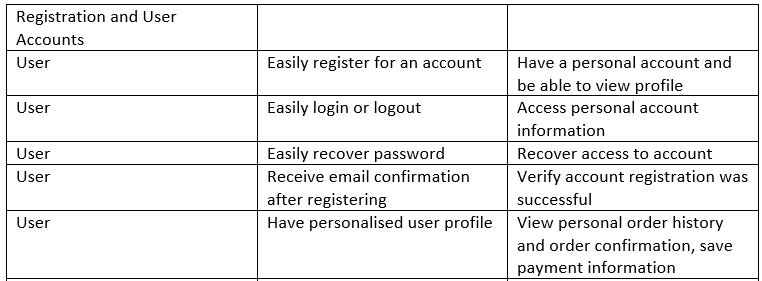 Registration and User
Accounts
User
Easily register for an account
Have a personal account and
be able to view profile
User
Easily login or logout
Access personal account
information
User
Easily recover password
Recover access to account
User
Receive email confirmation
after registering
Verify account registration was
successful
User
Have personalised user profile
View personal order history
and order confirmation, save
payment information